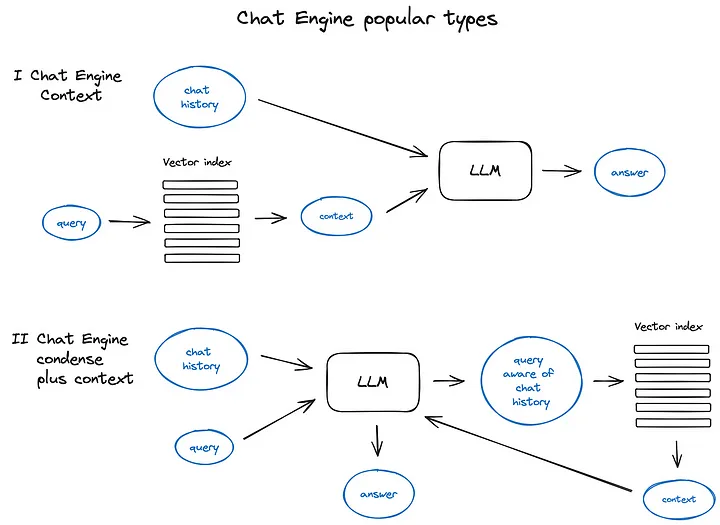 Chat Engine popular types
I Chat Engine
Context
chat
history
Vector index
query
context
LLM
answer
II Chat Engine
condense
plus context
chat
history
query
LLM
answer
query
aware of
chat
history
Vector index
context